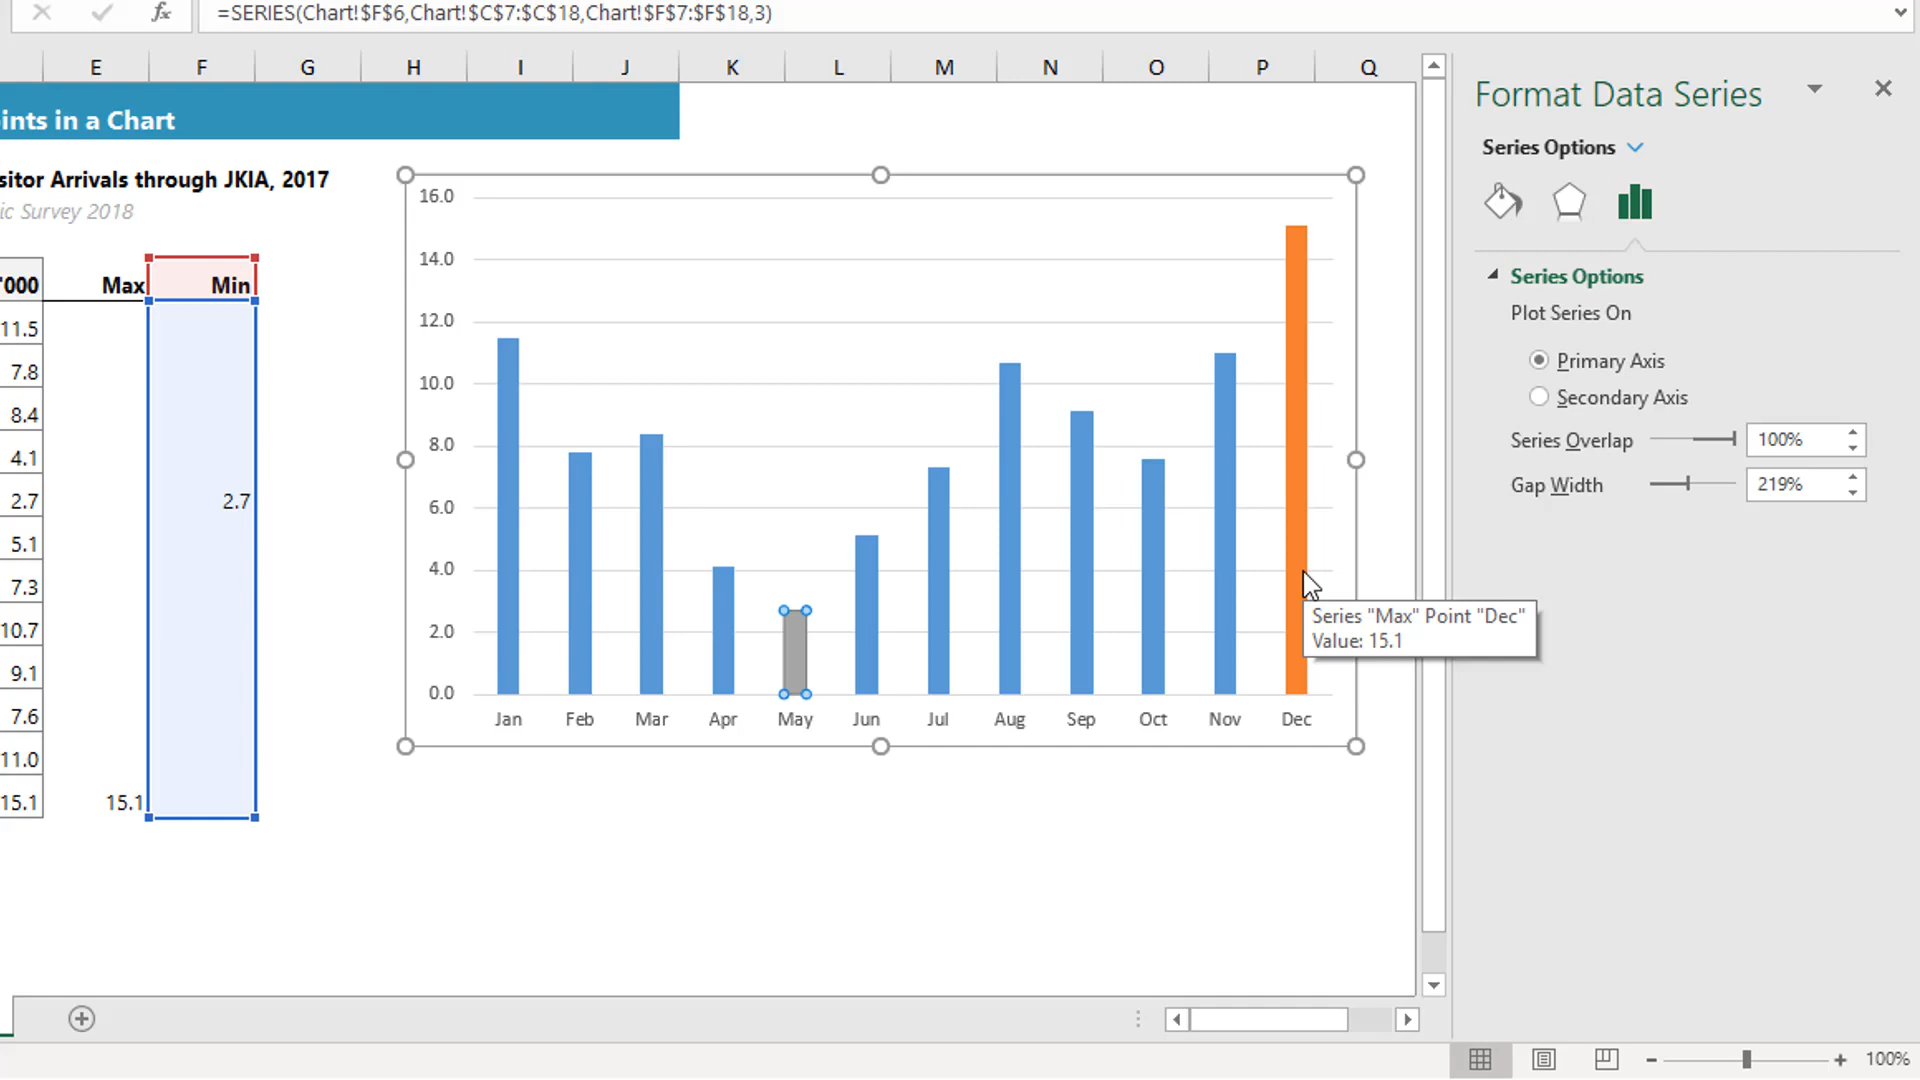 =SERIES(Chart!$F$6,Chart!$C$7:$C$18,Chart!$F$7:$F$18,3)
E F G H I J K L M N O P Q
ints in a Chart
sitor Arrivals through JKIA, 2017
ic Survey 2018
'000 Max Min
11.5
7.8
8.4
4.1
2.7 2.7
5.1
7.3
10.7
9.1
7.6
11.0
15.1 15.1
16.0
14.0
12.0
10.0
8.0
6.0
4.0
2.0
0.0
Jan Feb Mar Apr May Jun Jul Aug Sep Oct Nov Dec
Series "Max" Point "Dec"
Value: 15.1
Format Data Series
Series Options
Series Options
Plot Series On
Primary Axis
Secondary Axis
Series Overlap 100%
Gap Width 219%
100%